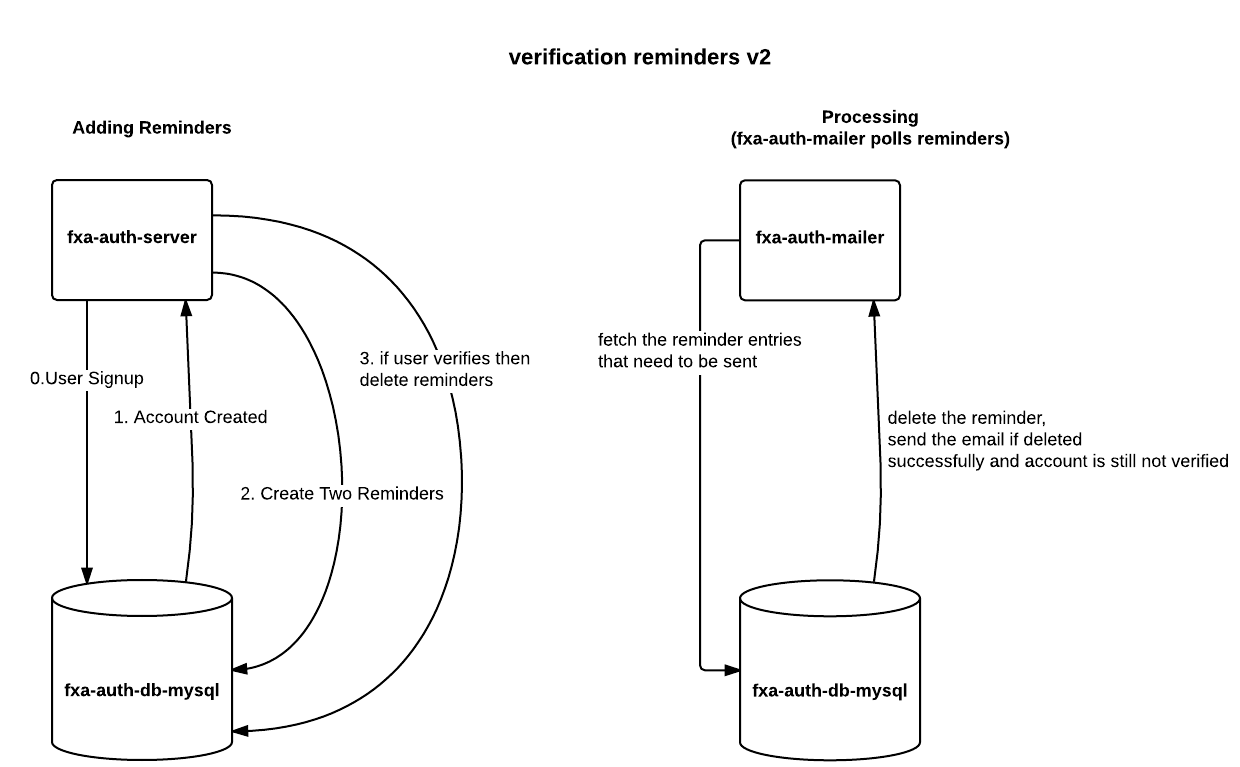 verification reminders v2
Adding Reminders
fxa-auth-server
0.User Signup
1. Account Created
2. Create Two Reminders
3. if user verifies then
delete reminders
fxa-auth-db-mysql
Processing
(fxa-auth-mailer polls reminders)
fxa-auth-mailer
fetch the reminder entries
that need to be sent
delete the reminder,
send the email if deleted
successfully and account is still not verified
fxa-auth-db-mysql